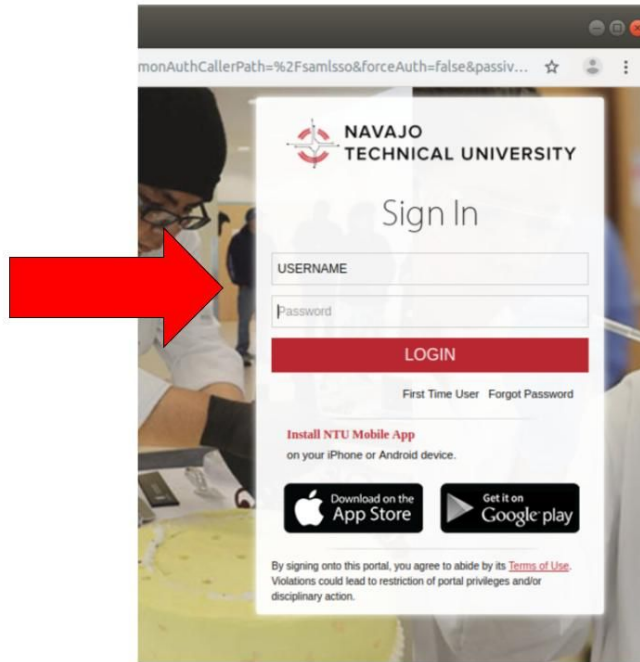 monAuthCallerPath=%2Fsamlsso&forceAuth=false&passiv...
NAVAJO
TECHNICAL UNIVERSITY
Sign In
USERNAME
Password
LOGIN
First Time User Forgot Password
Install NTU Mobile App
on your iPhone or Android device.
Download on the
App Store
Get it on
Google play
By signing onto this portal, you agree to abide by its Terms of Use.
Violations could lead to restriction of portal privileges and/or
disciplinary action.